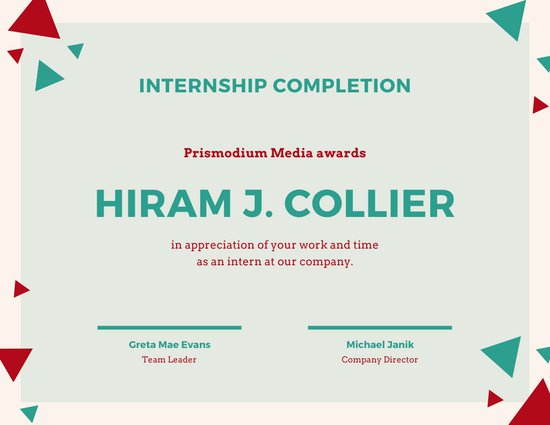 INTERNSHIP COMPLETION
Prismodium Media awards
HIRAM J. COLLIER
in appreciation of your work and time
as an intern at our company.
Greta Mae Evans
Team Leader
Michael Janik
Company Director